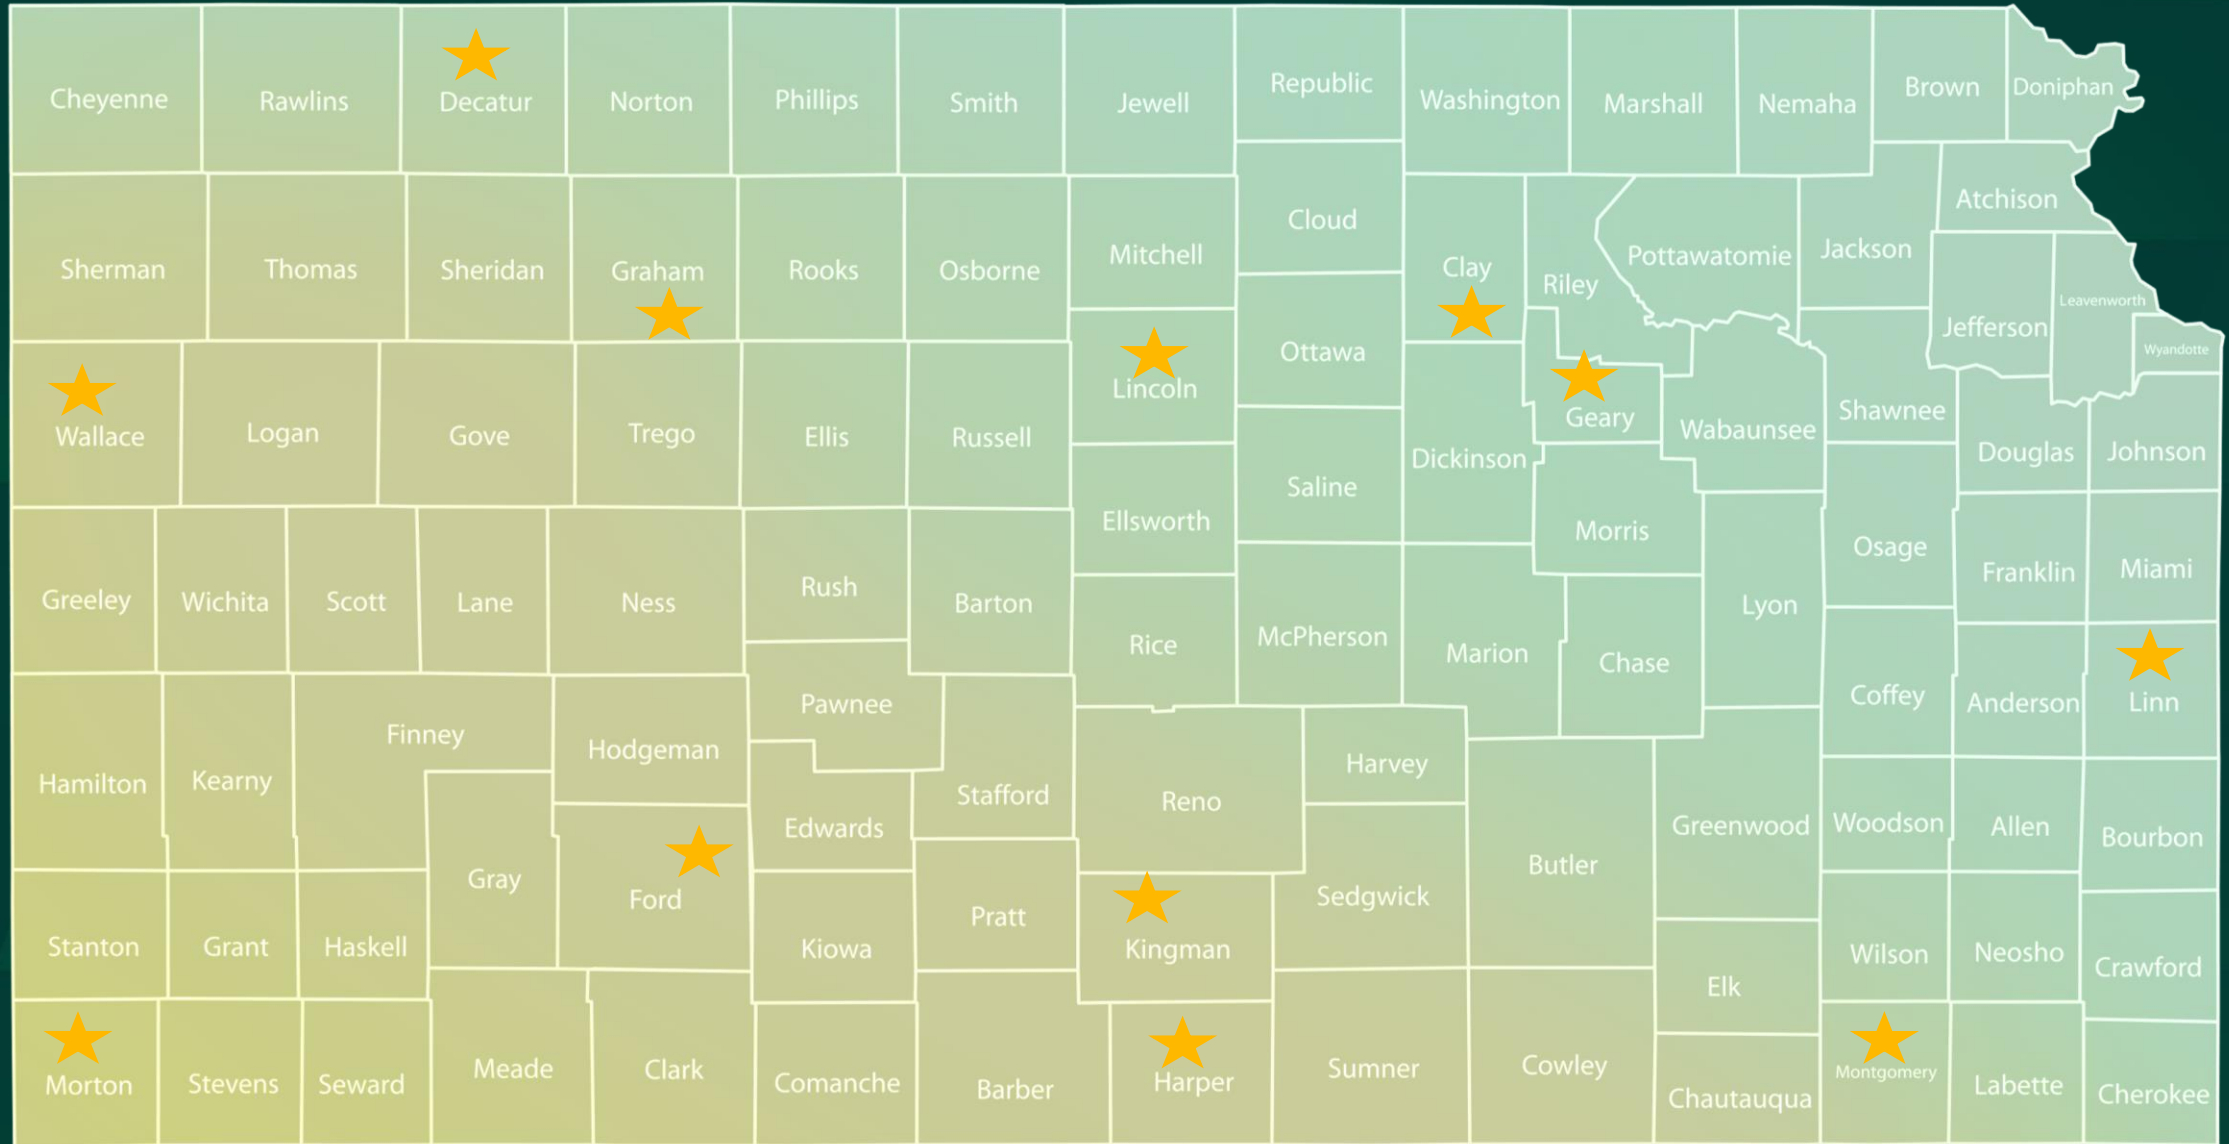 Cheyenne
Rawlins
Decatur
Norton
Phillips
Smith
Jewell
Republic
Washington
Marshall
Nemaha
Brown
Doniphan
Sherman
Thomas
Sheridan
Graham
Rooks
Osborne
Mitchell
Cloud
Clay
Riley
Pottawatomie
Jackson
Atchison
Jefferson
Leavenworth
Wyandotte
Wallace
Logan
Gove
Trego
Ellis
Russell
Lincoln
Ottawa
Saline
Dickinson
Geary
Wabaunsee
Shawnee
Douglas
Johnson
Greeley
Wichita
Scott
Lane
Ness
Rush
Barton
Ellsworth
Rice
McPherson
Marion
Morris
Chase
Lyon
Osage
Franklin
Miami
Hamilton
Kearny
Finney
Hodgeman
Pawnee
Stafford
Edwards
Reno
Harvey
Butler
Greenwood
Coffey
Anderson
Linn
Woodson
Allen
Bourbon
Stanton
Grant
Haskell
Gray
Ford
Kiowa
Pratt
Kingman
Sedgwick
Elk
Wilson
Neosho
Crawford
Morton
Stevens
Seward
Meade
Clark
Comanche
Barber
Harper
Sumner
Cowley
Chautauqua
Montgomery
Labette
Cherokee